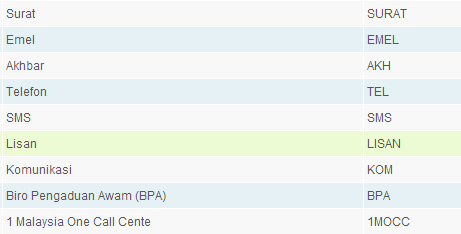 Surat SURAT
Emel EMEL
Akhbar AKH
Telefon TEL
SMS SMS
Lisan LISAN
Komunikasi KOM
Biro Pengaduan Awam (BPA) BPA
1 Malaysia One Call Cente 1MOCC